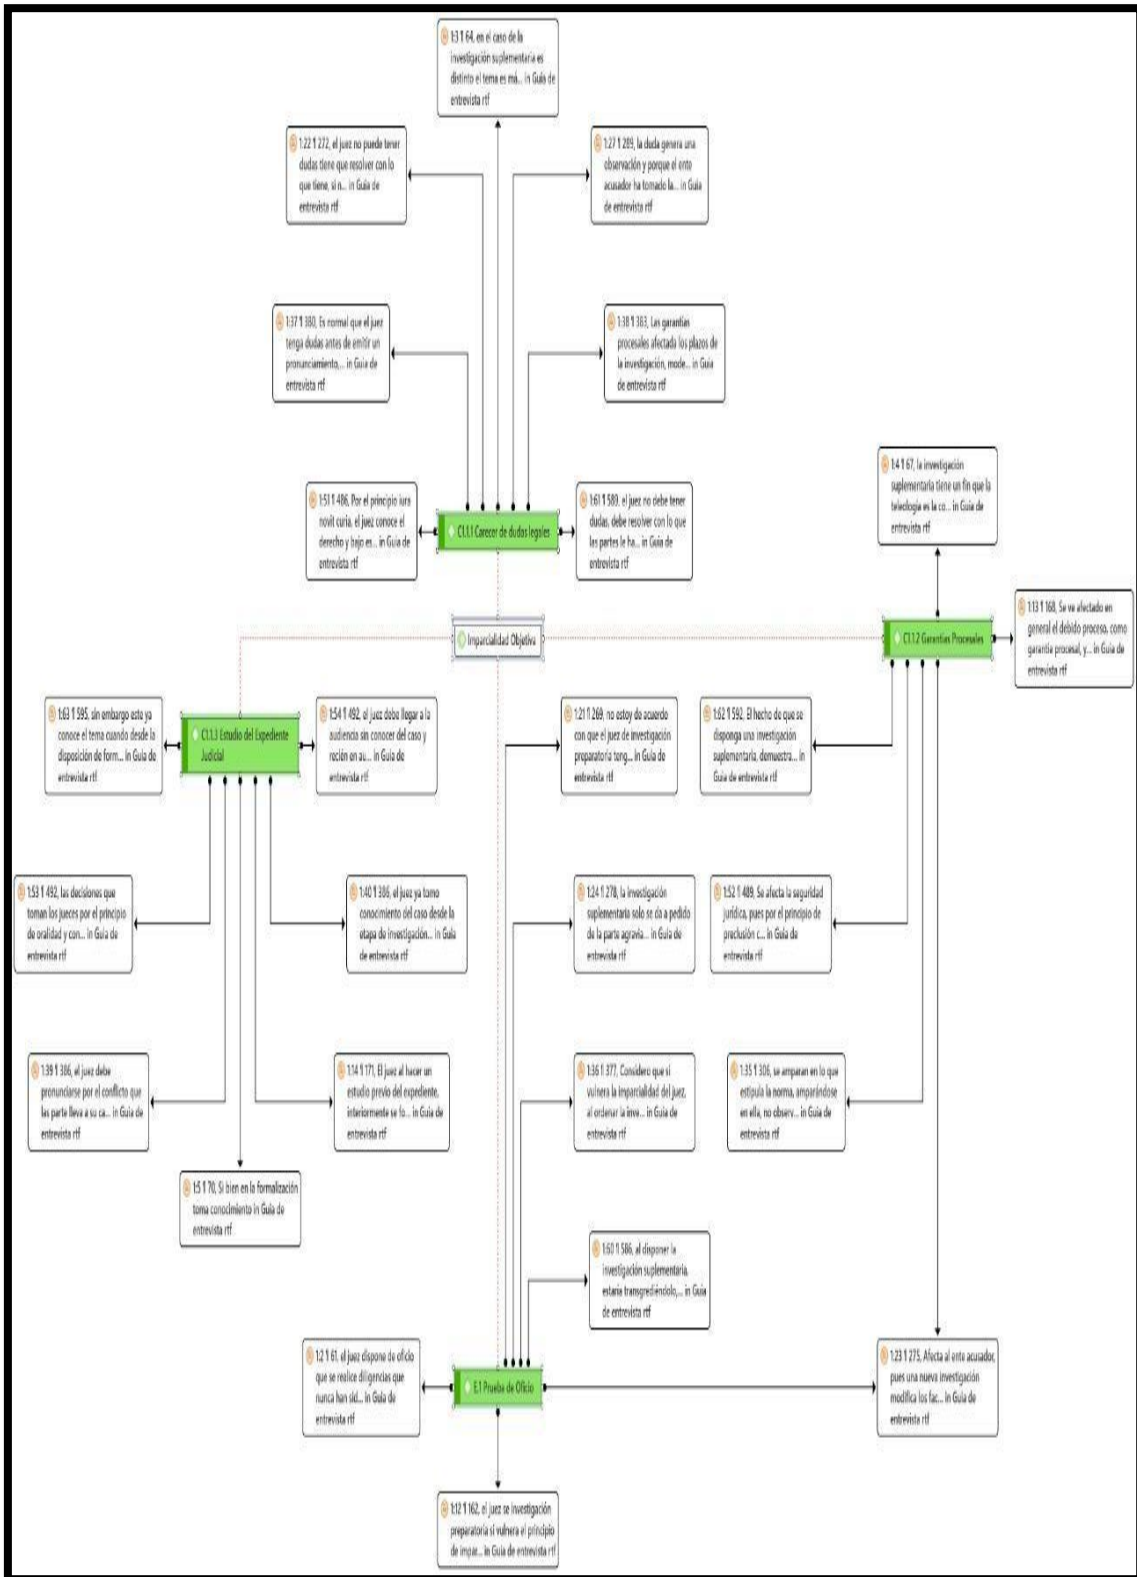 1:3 ¶ 64, en el caso de la
investigación suplementaria es
distinto el tema es má... in Guía de
entrevista rtf
1:22 ¶ 272, el juez no puede tener
dudas tiene que resolver con lo
que tiene, si n... in Guía de
entrevista rtf
1:27 ¶ 289, la duda genera una
observación y porque el ente
acusador ha tomado la... in Guía
de entrevista rtf
1:37 ¶ 380, Es normal que el juez
tenga dudas antes de emitir un
pronunciamiento,... in Guía de
entrevista rtf
1:38 ¶ 383, Las garantías
procesales afectada los plazos de
la investigación, mode... in Guía
de entrevista rtf
1:51 ¶ 486, Por el principio iura
novit curia, el juez conoce el
derecho y bajo es... in Guía de
entrevista rtf
C1.1.1 Carecer de dudas legales
1:61 ¶ 589, el juez no debe tener
dudas, debe resolver con lo que
las partes le ha... in Guía de
entrevista rtf
1:4 ¶ 67, la investigación
suplementaria tiene un fin que la
teleología es la co... in Guía de
entrevista rtf
Imparcialidad Objetiva
C1.1.2 Garantías Procesales
1:13 ¶ 168, Se ve afectado en
general el debido proceso, como
garantía procesal, y... in Guía de
entrevista rtf
1:63 ¶ 595, sin embargo este ya
conoce el tema cuando desde la
disposición de form... in Guía de
entrevista rtf
C1.1.3 Estudio del Expediente
Judicial
1:54 ¶ 492, el juez debe llegar a la
audiencia sin conocer del caso y
recién en au... in Guía de
entrevista rtf
1:21 ¶ 269, no estoy de acuerdo
con que el juez de investigación
preparatoria teng... in Guía de
entrevista rtf
1:62 ¶ 592, El hecho de que se
disponga una investigación
suplementaria, demuestra... in
Guía de entrevista rtf
1:53 ¶ 492, las decisiones que
toman los jueces por el principio
de oralidad y con... in Guía de
entrevista rtf
1:40 ¶ 386, el juez ya tomo
conocimiento del caso desde la
etapa de investigación... in Guía
de entrevista rtf
1:24 ¶ 278, la investigación
suplementaria solo se da a pedido
de la parte agravia... in Guía de
entrevista rtf
1:52 ¶ 489, Se afecta la seguridad
jurídica, pues por el principio de
preclusión c... in Guía de
entrevista rtf
1:39 ¶ 386, el juez debe
pronunciarse por el conflicto que
las parte lleva a su ca... in Guía de
entrevista rtf
1:14 ¶ 171, El juez al hacer un
estudio previo del expediente,
interiormente se fo... in Guía de
entrevista rtf
1:36 ¶ 377, Considero que si
vulnera la imparcialidad del juez,
al ordenar la inve... in Guía de
entrevista rtf
1:35 ¶ 306, se amparan en lo que
estipula la norma, amparándose
en ella, no observ... in Guía de
entrevista rtf
1:5 ¶ 70, Si bien en la formalización
toma conocimiento in Guía de
entrevista rtf
1:60 ¶ 586, al disponer la
investigación suplementaria,
estaría transgrediéndolo,... in Guía
de entrevista rtf
1:2 ¶ 61, el juez dispone de oficio
que se realice diligencias que
nunca han sid... in Guía de
entrevista rtf
E.1 Prueba de Oficio
1:23 ¶ 275, Afecta al ente acusador,
pues una nueva investigación
modifica los fac... in Guía de
entrevista rtf
1:12 ¶ 162, el juez se investigación
preparatoria si vulnera el principio
de impar... in Guía de entrevista rtf